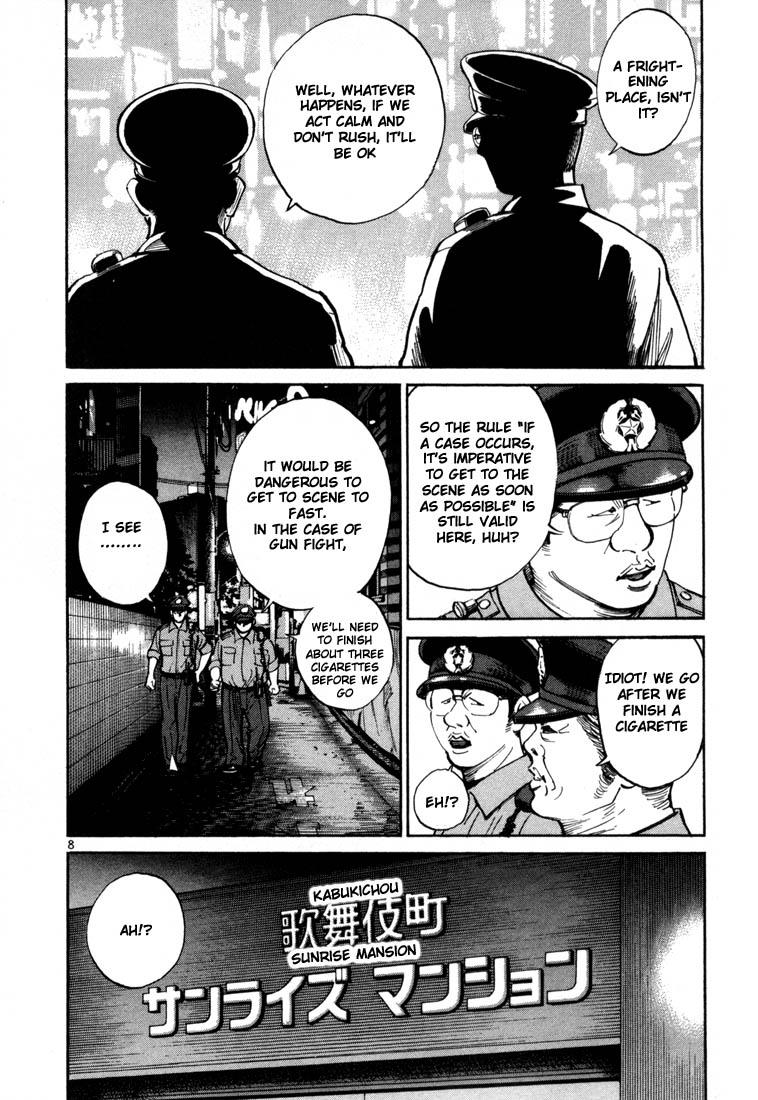 A FRIGHT-
ENING
PLACE, ISN'T
IT?
WELL, WHATEVER
HAPPENS, IF WE
ACT CALM AND
DON'T RUSH, IT'LL
BE OK
SO THE RULE "IF
A CASE OCCURS,
IT'S IMPERATIVE
TO GET TO THE
SCENE AS SOON
AS POSSIBLE" IS
STILL VALID
HERE, HUH?
IDIOT! WE GO
AFTER WE
FINISH A
CIGARETTE
EH!?
IT WOULD BE
DANGEROUS TO
GET TO SCENE TO
FAST.
IN THE CASE OF
GUN FIGHT,
WE'LL NEED
TO FINISH
ABOUT THREE
CIGARETTES
BEFORE WE
GO
I SEE
........
8
AH!?
KABUKICHOU
歌舞伎町
SUNRISE MANSION
サンライズ マンション